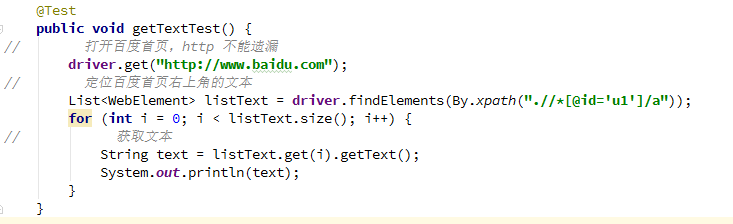 @Test
public void getTextTest() {
//        打开百度首页，http 不能遗漏
    driver.get("http://www.baidu.com");
//        定位百度首页右上角的文本
    List<WebElement> listText = driver.findElements(By.xpath(".//*[@id='u1']/a"));
    for (int i = 0; i < listText.size(); i++) {
//            获取文本
        String text = listText.get(i).getText();
        System.out.println(text);
    }
}